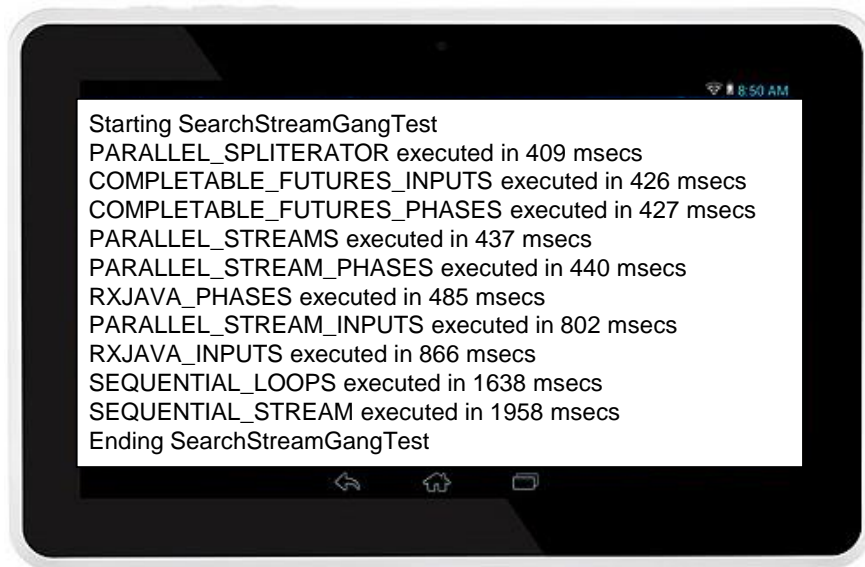 8:50 AM
Starting SearchStreamGangTest
PARALLEL_SPLITERATOR executed in 409 msecs
COMPLETABLE_FUTURES_INPUTS executed in 426 msecs
COMPLETABLE_FUTURES_PHASES executed in 427 msecs
PARALLEL_STREAMS executed in 437 msecs
PARALLEL_STREAM_PHASES executed in 440 msecs
RXJAVA_PHASES executed in 485 msecs
PARALLEL_STREAM_INPUTS executed in 802 msecs
RXJAVA_INPUTS executed in 866 msecs
SEQUENTIAL_LOOPS executed in 1638 msecs
SEQUENTIAL_STREAM executed in 1958 msecs
Ending SearchStreamGangTest